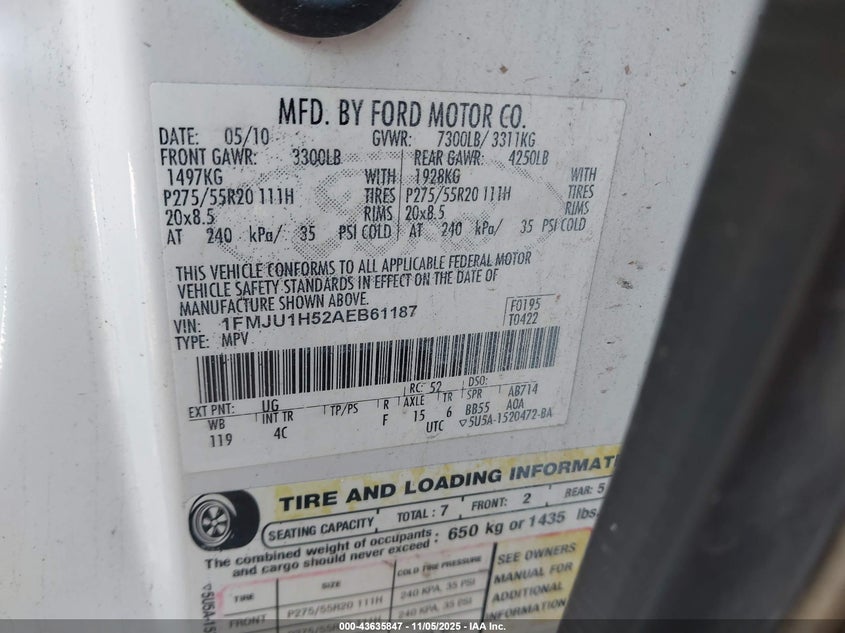 MFD. BY FORD MOTOR CO.
DATE: 05/10 GVWR: 7300LB/ 3311KG
FRONT GAWR: 3300LB REAR GAWR: 4250LB
1497KG WITH 1928KG WITH
P275/55R20 111H TIRES P275/55R20 111H TIRES
20x8.5 RIMS 20x8.5 RIMS
AT 240 kPa/ 35 PSI COLD AT 240 kPa/ 35 PSI COLD
THIS VEHICLE CONFORMS TO ALL APPLICABLE FEDERAL MOTOR
VEHICLE SAFETY STANDARDS IN EFFECT ON THE DATE OF
MANUFACTURE SHOWN ABOVE.
VIN: 1FMJU1H52AEB61187 F0195
TYPE: MPV T0422
EXT PNT: UG RC: 52 DSO:
WB INT TR TP/PS R AXLE TR SPR AB714
119 4C F 15 6 BB55 A0A
UTC ▽5U5A-1520472-BA
TIRE AND LOADING INFORMATI
SEATING CAPACITY TOTAL : 7 FRONT: 2 REAR: 5
The combined weight of occupants and cargo should never exceed : 650 kg or 1435 lbs.
TIRE SIZE COLD TIRE PRESSURE
FRONT P275/55R20 111H 240 KPA, 35 PSI
240 KPA, 35 PSI
SEE OWNERS
MANUAL FOR
ADDITIONAL
INFORMATION
▽5U5A-15
--- 43635847 --- 11/05/2025 --- IAA Inc. ---